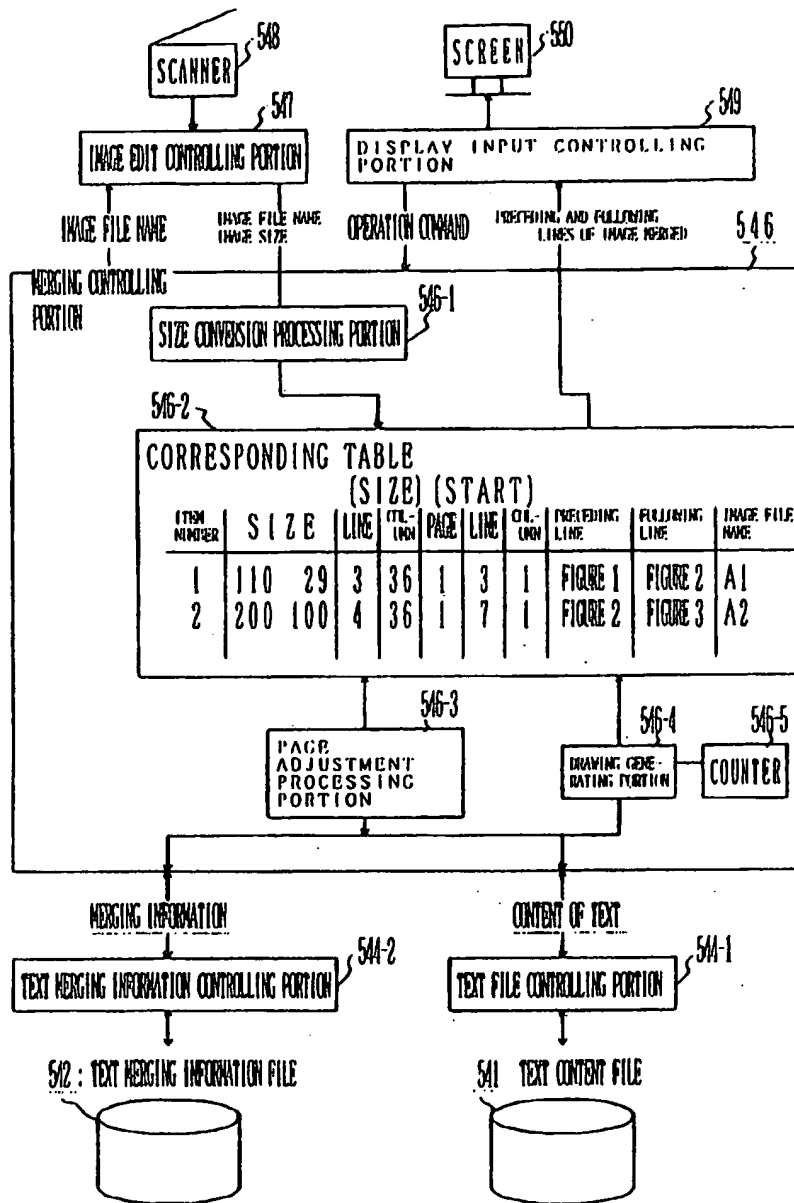 548
SCANNER
550
SCREEN
547
IMAGE EDIT CONTROLLING PORTION
549
DISPLAY INPUT CONTROLLING
PORTION
IMAGE FILE NAME
IMAGE FILE NAME
IMAGE SIZE
OPERATION COMMAND
PRECEDING AND FOLLOWING
LINES OF IMAGE MERGED
546
MERGING CONTROLLING
PORTION
546-1
SIZE CONVERSION PROCESSING PORTION
546-2
CORRESPONDING TABLE
(SIZE) (START)
ITEM NUMBER SIZE LINE COL-UMN PAGE LINE COL-UMN PRECEDING LINE FOLLOWING LINE IMAGE FILE NAME
1 110 29 3 36 1 3 1 FIGURE 1 FIGURE 2 A1
2 200 100 4 36 1 7 1 FIGURE 2 FIGURE 3 A2
546-3
PAGE
ADJUSTMENT
PROCESSING
PORTION
546-4
DRAWING GENE-
RATING PORTION
546-5
COUNTER
MERGING INFORMATION
CONTENT OF TEXT
544-2
TEXT MERGING INFORMATION CONTROLLING PORTION
544-1
TEXT FILE CONTROLLING PORTION
542 : TEXT MERGING INFORMATION FILE
541 TEXT CONTENT FILE